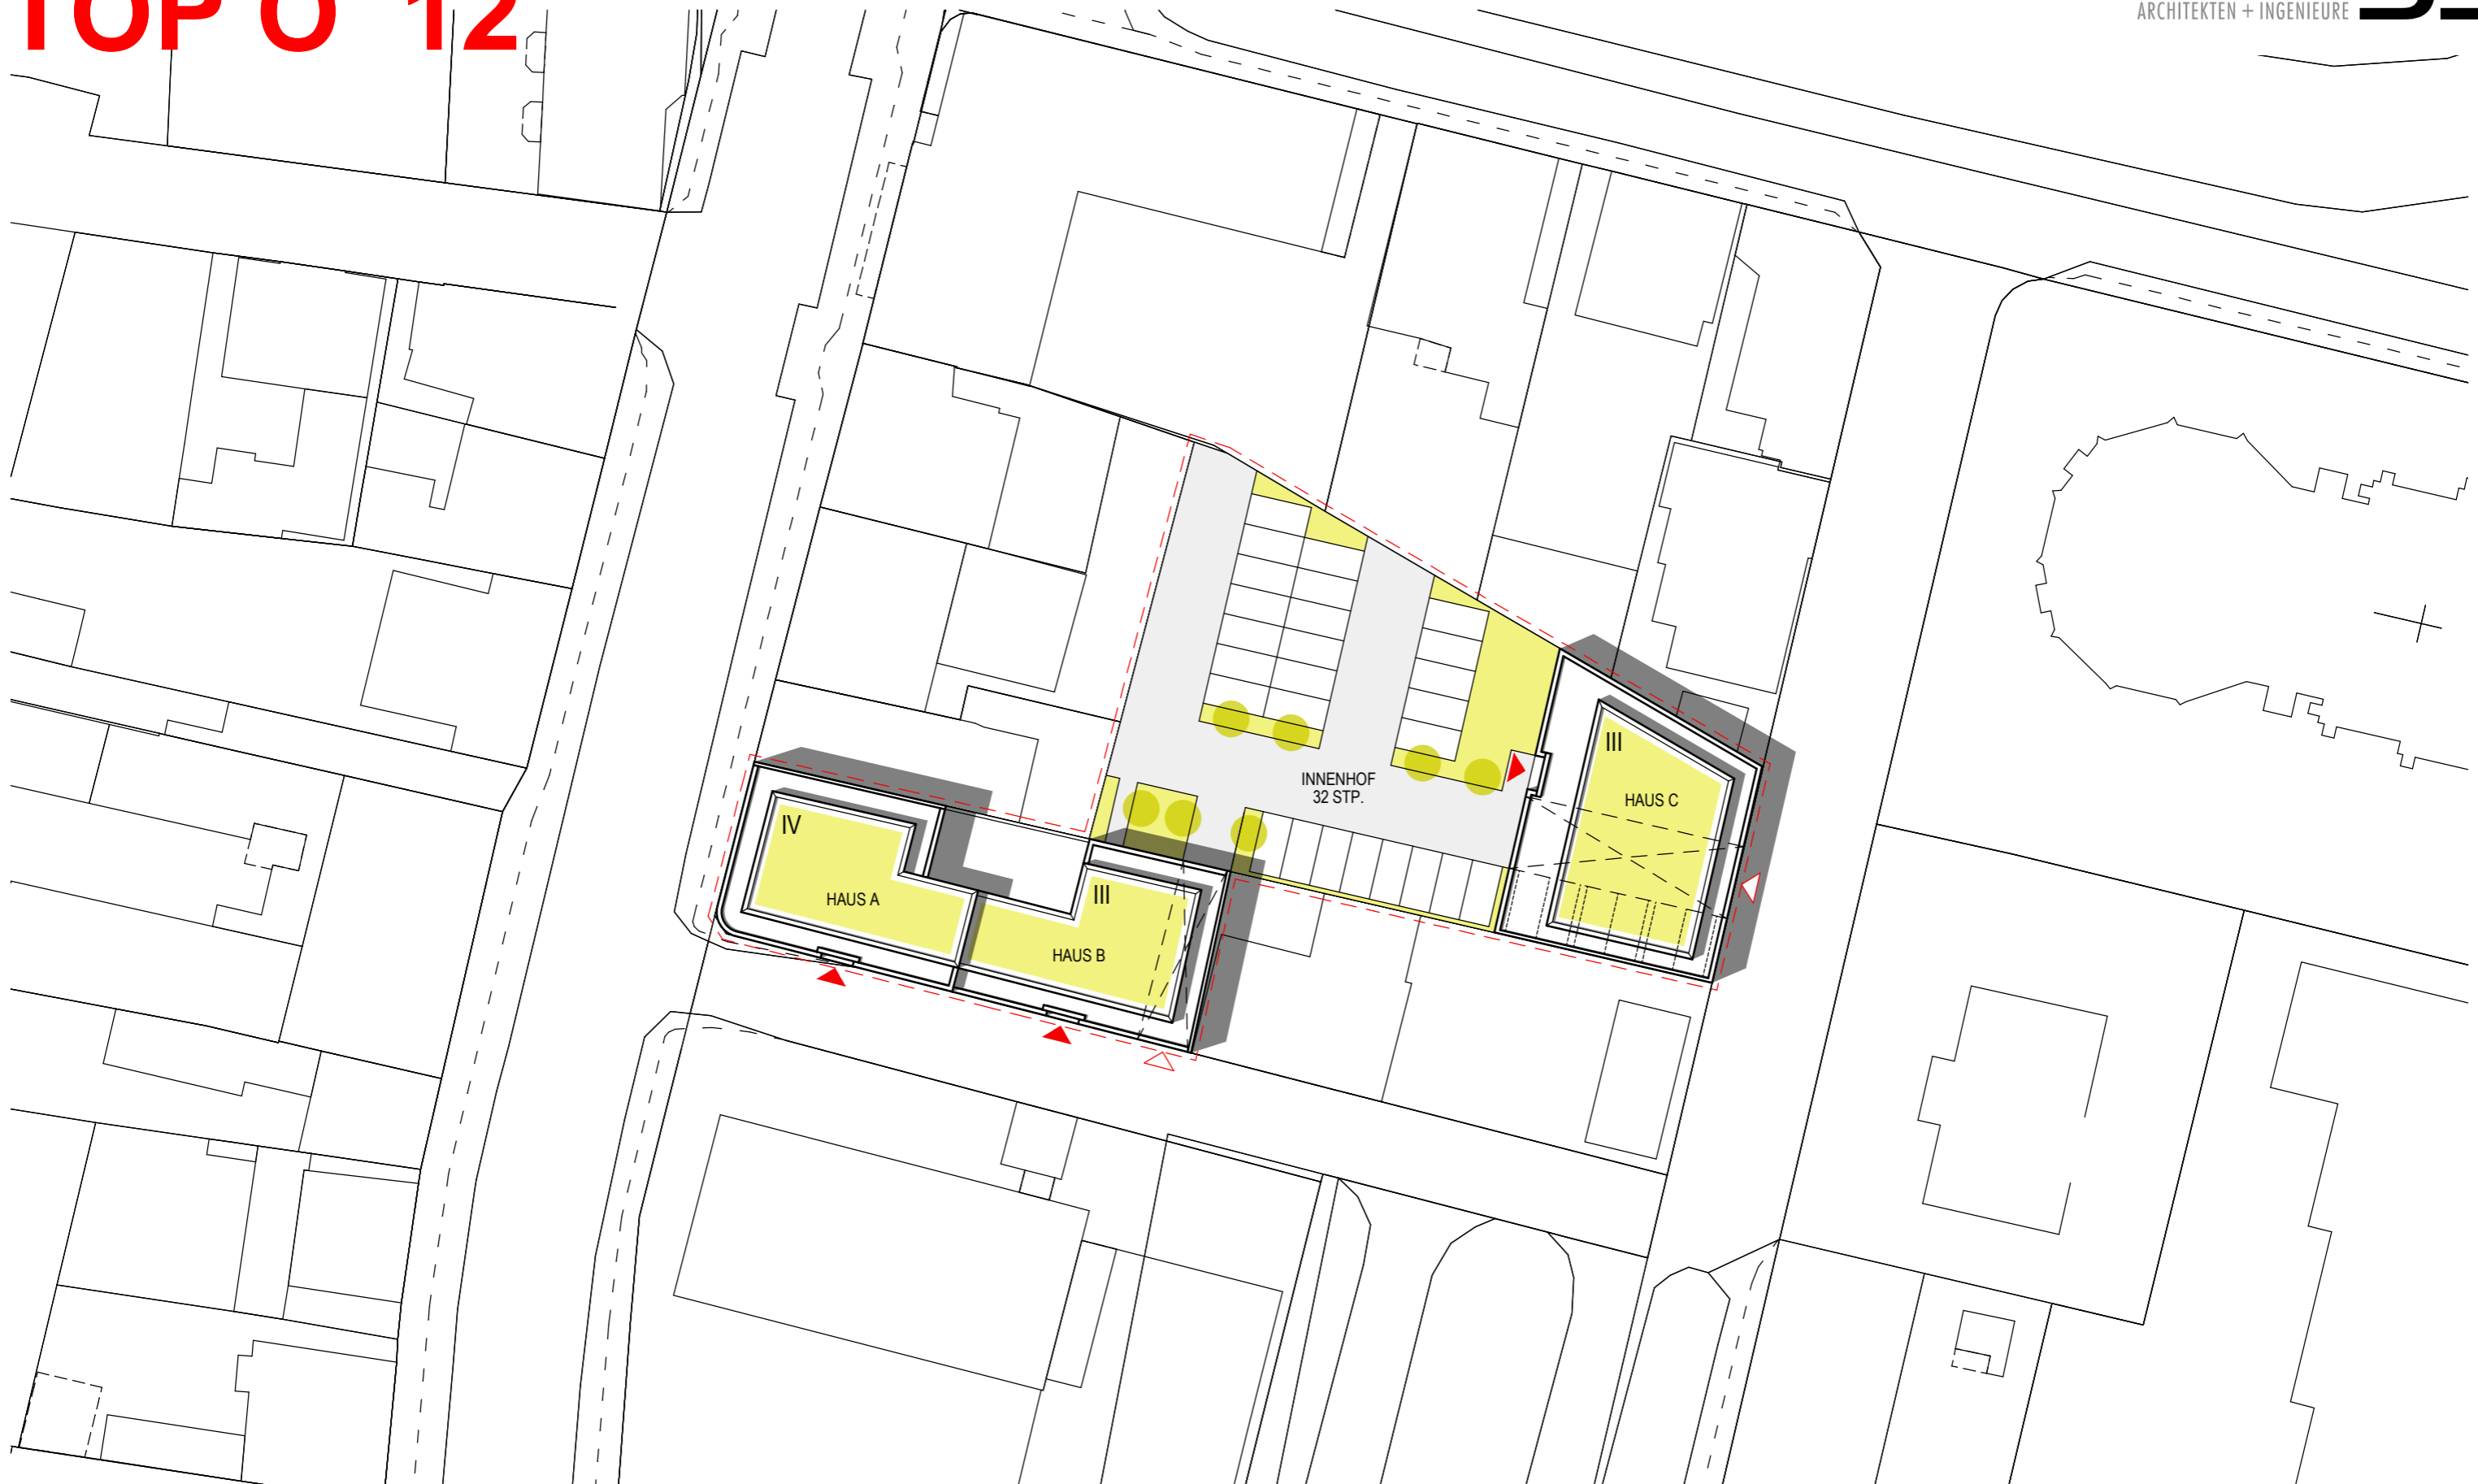 TOP Ö 12
ARCHITEKTEN + INGENIEURE
III
HAUS C
INNENHOF
32 STP.
IV
HAUS A
III
HAUS B